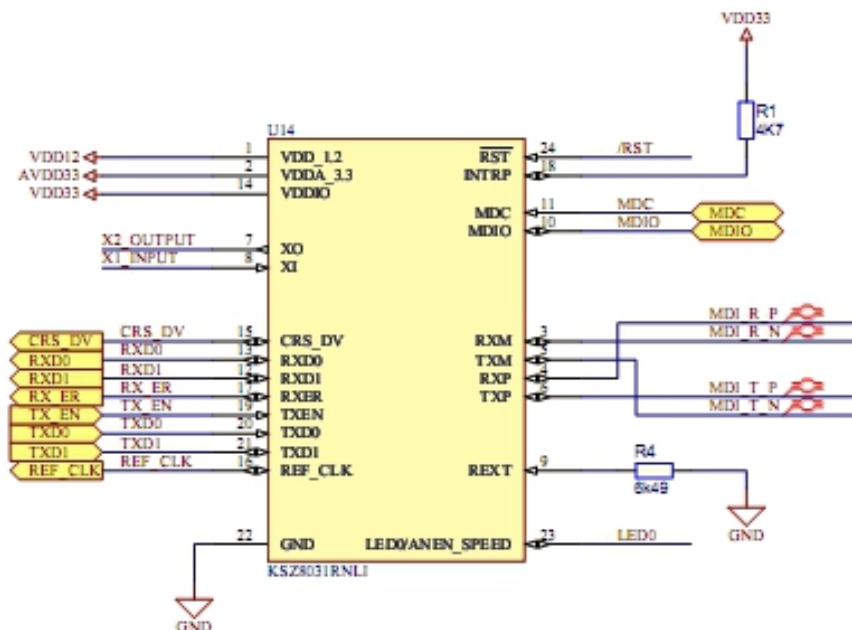 VDD33
R1
4K7
U14
VDD12 1 VDD_1.2
AVDD33 2 VDDA_3.3
VDD33 14 VDDIO
RST 24 /RST
INTRP 18
MDC 11 MDC MDC
MDIO 10 MDIO MDIO
X2_OUTPUT 7 XO
X1_INPUT 8 XI
CRS_DV CRS_DV 15 CRS_DV
RXD0 RXD0 13 RXD0
RXD1 RXD1 RXD1
RX_ER RX_ER 17 RXER
TX_EN TX_EN 19 TXEN
TXD0 TXD0 20 TXD0
TXD1 TXD1 21 TXD1
REF_CLK REF_CLK 16 REF_CLK
MDI_R_P
RXM 3 MDI_R_N
TXM
RXP
MDI_T_P
TXP
MDI_T_N
REXT 9
R4
6k49
GND
22 GND
LED0/ANEN_SPEED 23 LED0
KSZ8031RNLI
GND